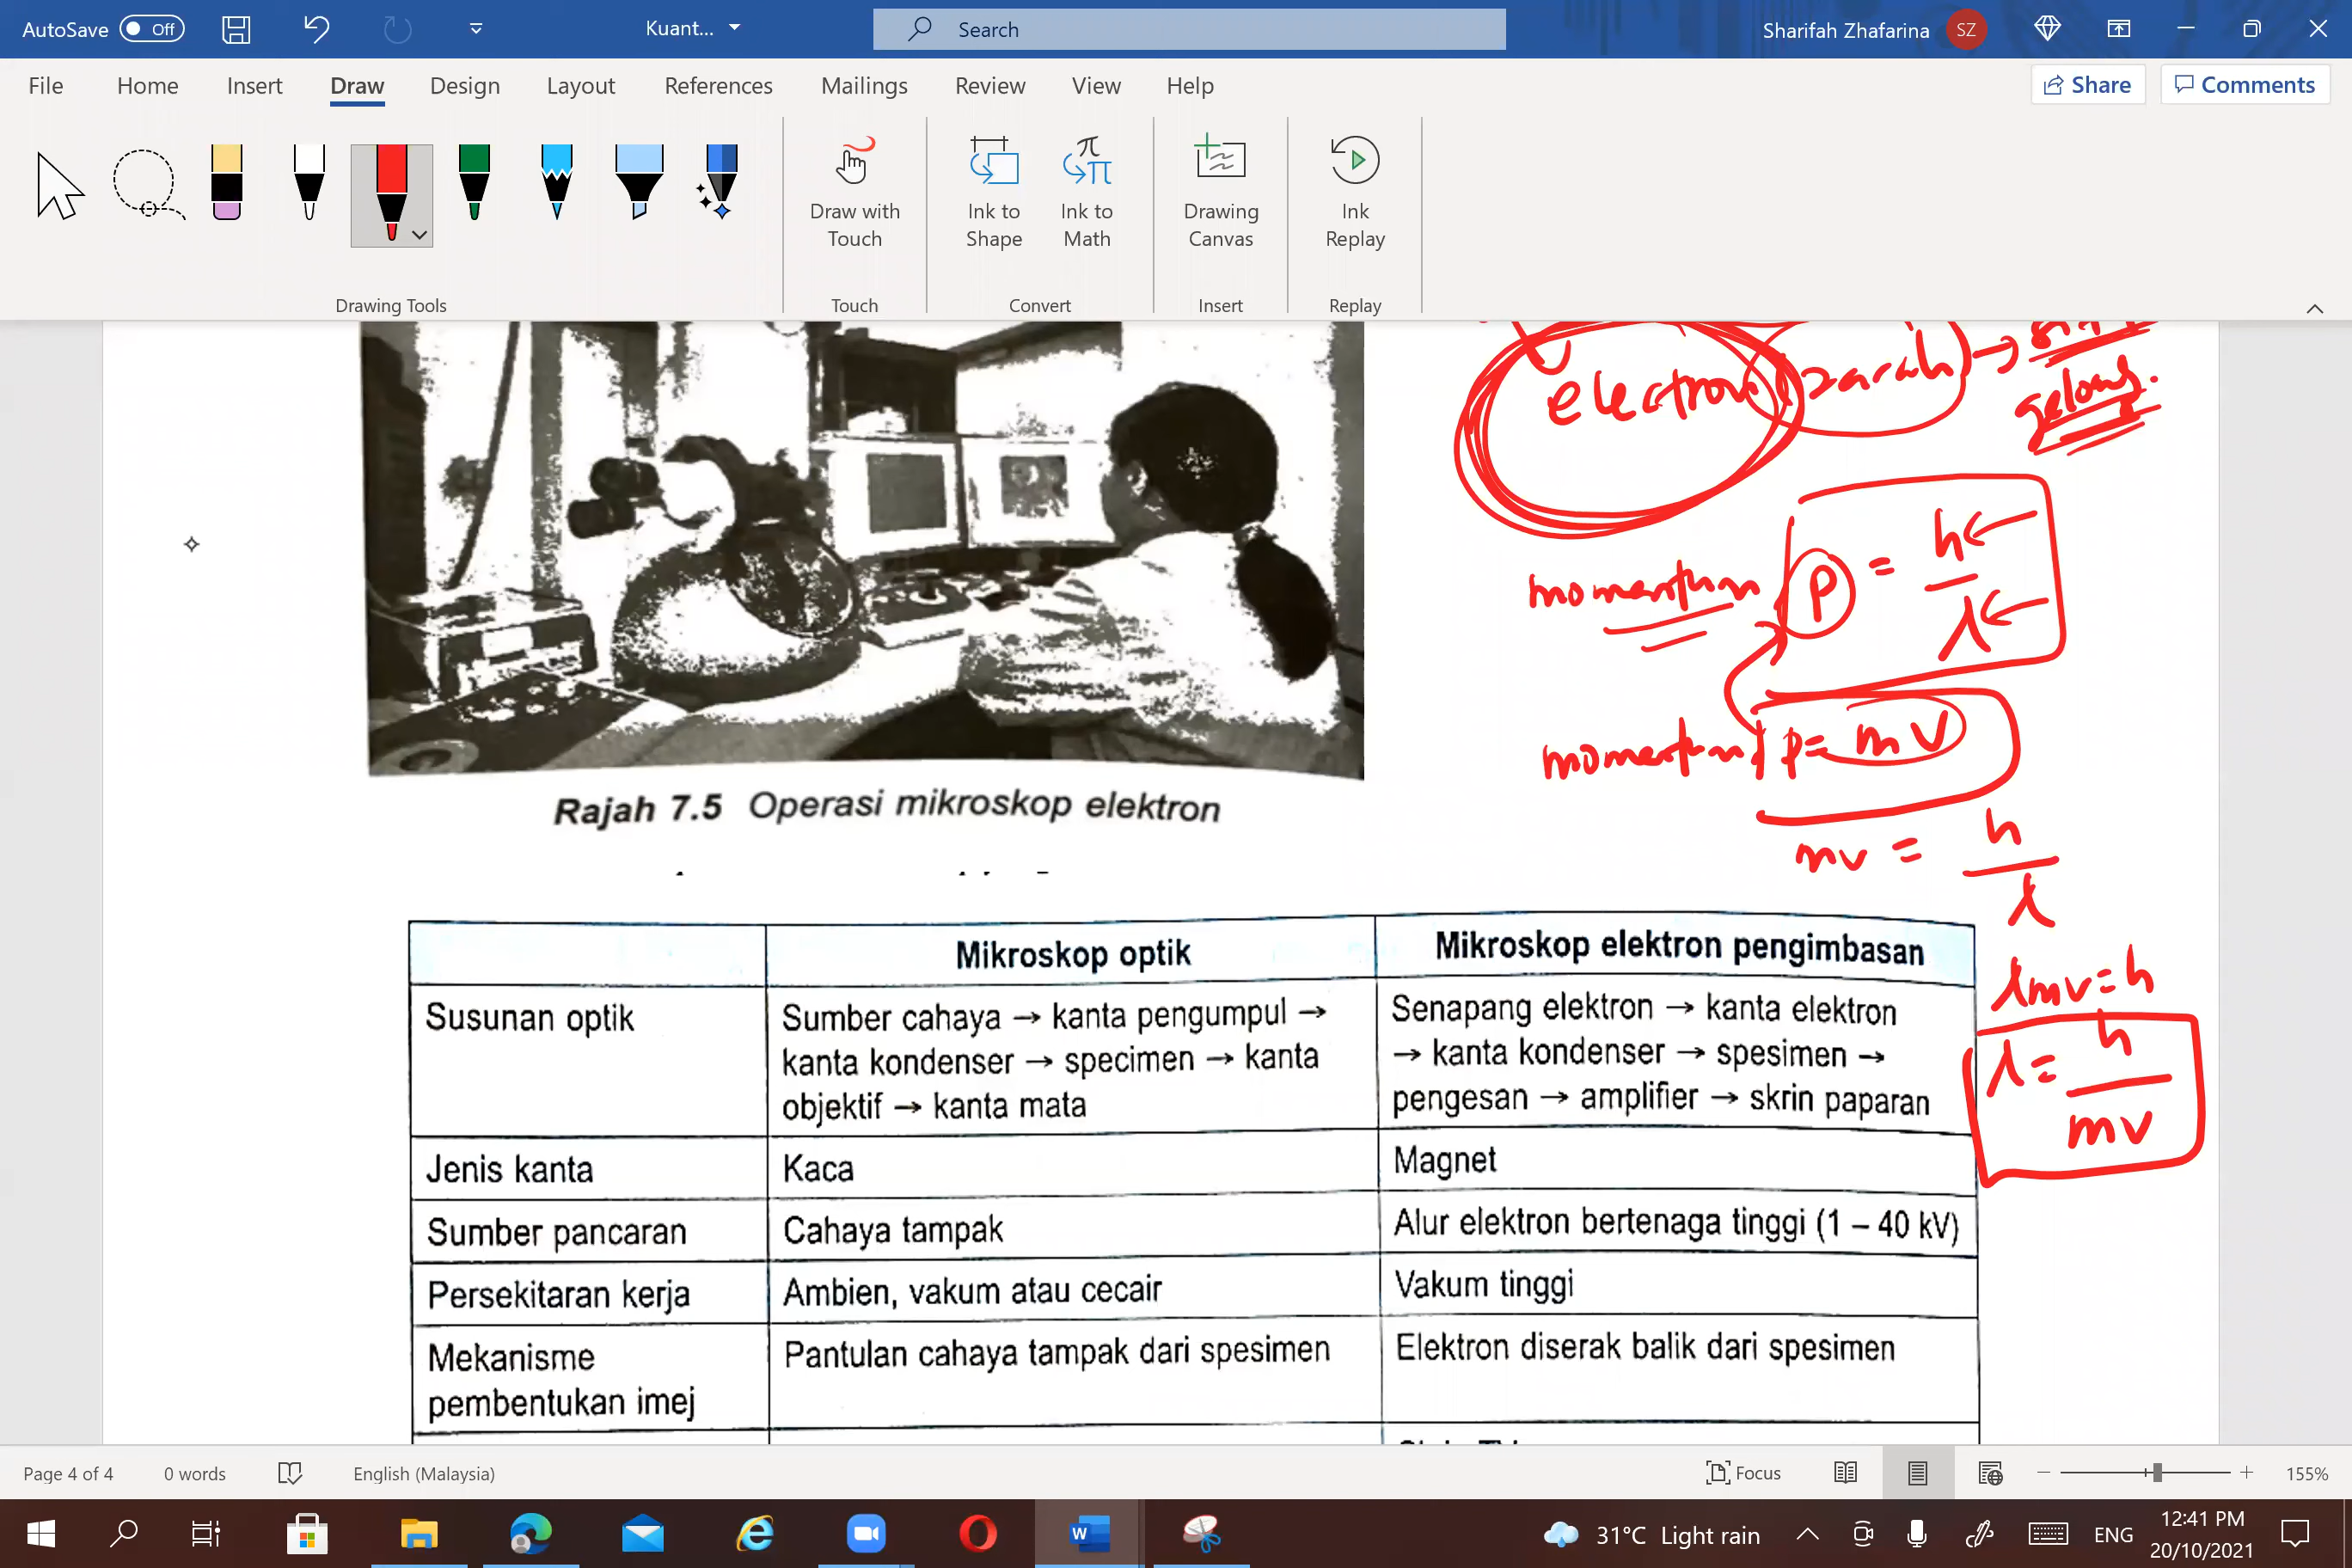 AutoSave Off
Kuant...
Search
Sharifah Zhafarina SZ
File Home Insert Draw Design Layout References Mailings Review View Help
Share Comments
Draw with Touch
Ink to Shape
Ink to Math
Drawing Canvas
Ink Replay
Drawing Tools
Touch
Convert
Insert
Replay
electron (zarah) →
gelong.
momentum p = h/λ
momentum p = mv
mv = h/λ
λmv = h
λ = h/mv
Rajah 7.5 Operasi mikroskop elektron
Mikroskop optik Mikroskop elektron pengimbasan
Susunan optik
Sumber cahaya → kanta pengumpul →
kanta kondenser → specimen → kanta
objektif → kanta mata
Senapang elektron → kanta elektron
→ kanta kondenser → spesimen →
pengesan → amplifier → skrin paparan
Jenis kanta Kaca Magnet
Sumber pancaran Cahaya tampak Alur elektron bertenaga tinggi (1 – 40 kV)
Persekitaran kerja Ambien, vakum atau cecair Vakum tinggi
Mekanisme
pembentukan imej
Pantulan cahaya tampak dari spesimen
Elektron diserak balik dari spesimen
Page 4 of 4 0 words English (Malaysia)
Focus
155%
31°C Light rain
ENG
12:41 PM
20/10/2021